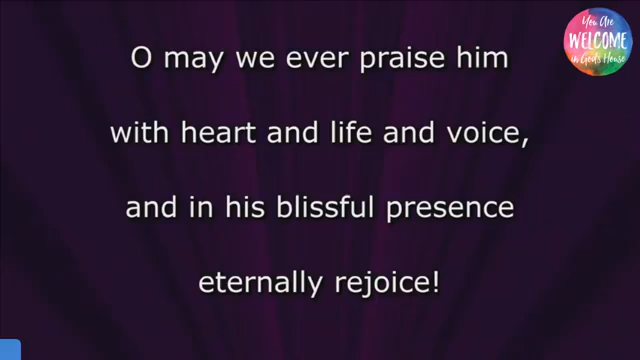 O may we ever praise him
with heart and life and voice,
and in his blissful presence
eternally rejoice!
You Are
WELCOME
in God's House